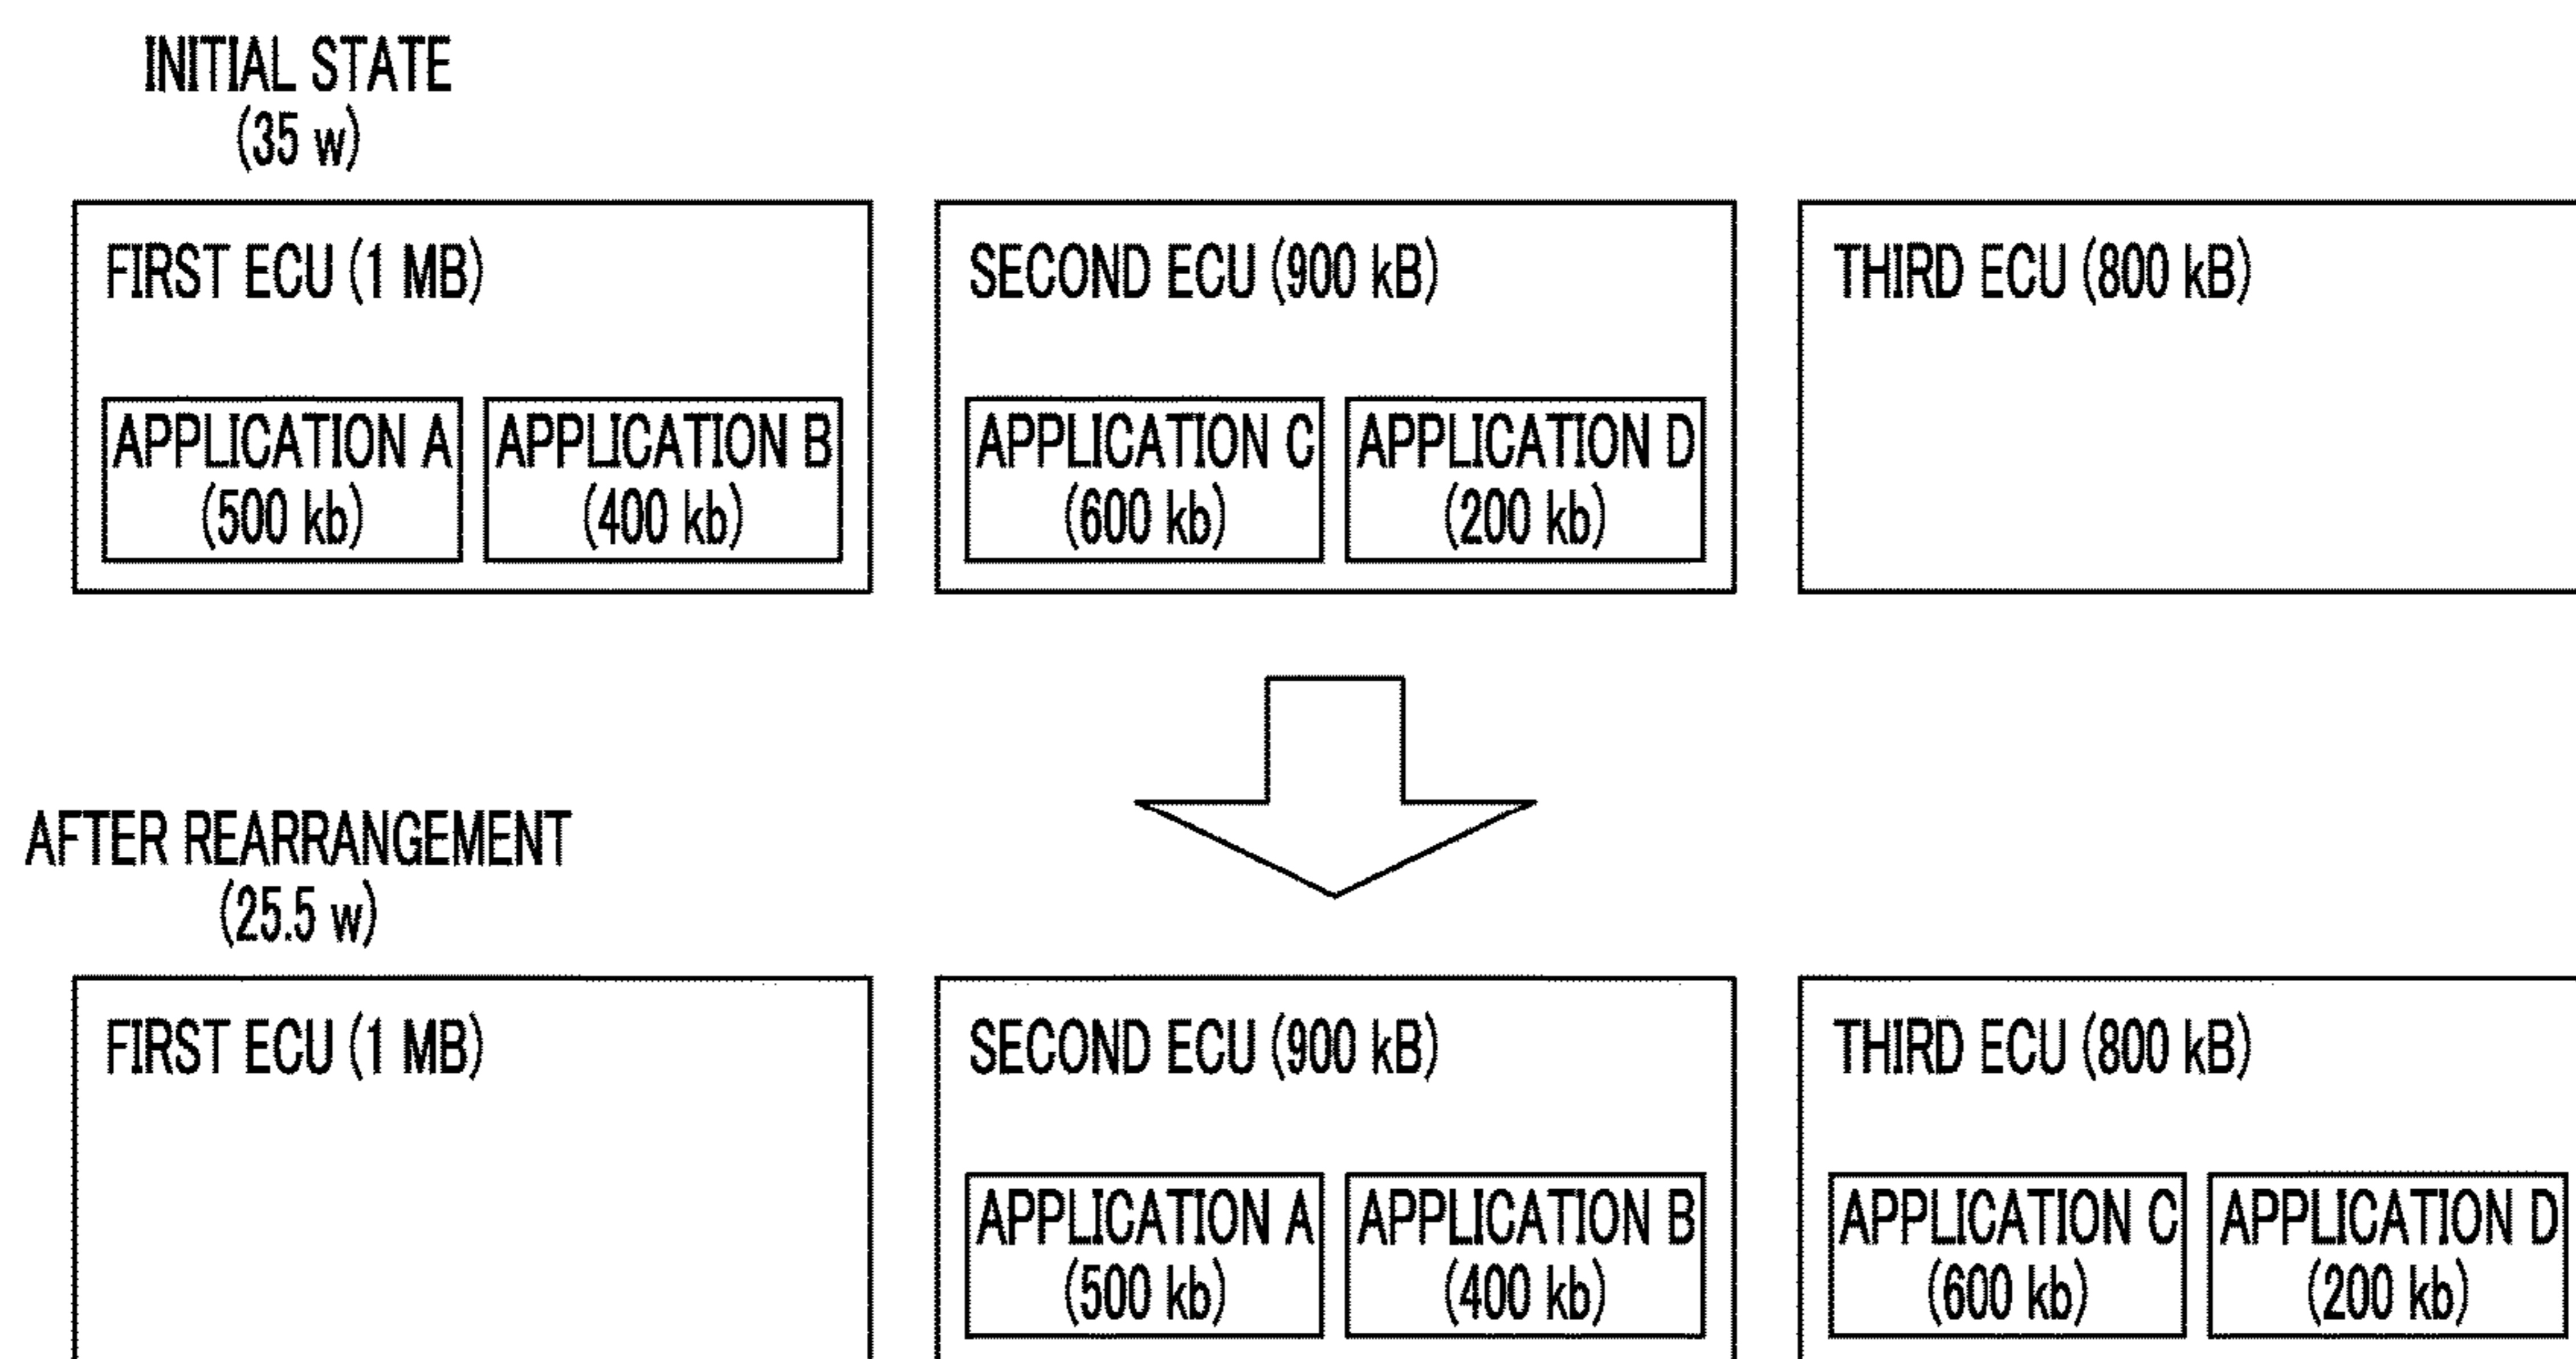 INITIAL STATE
(35 w)
FIRST ECU (1 MB)
APPLICATION A
(500 kb)
APPLICATION B
(400 kb)
SECOND ECU (900 kB)
APPLICATION C
(600 kb)
APPLICATION D
(200 kb)
THIRD ECU (800 kB)
AFTER REARRANGEMENT
(25.5 w)
FIRST ECU (1 MB)
SECOND ECU (900 kB)
APPLICATION A
(500 kb)
APPLICATION B
(400 kb)
THIRD ECU (800 kB)
APPLICATION C
(600 kb)
APPLICATION D
(200 kb)